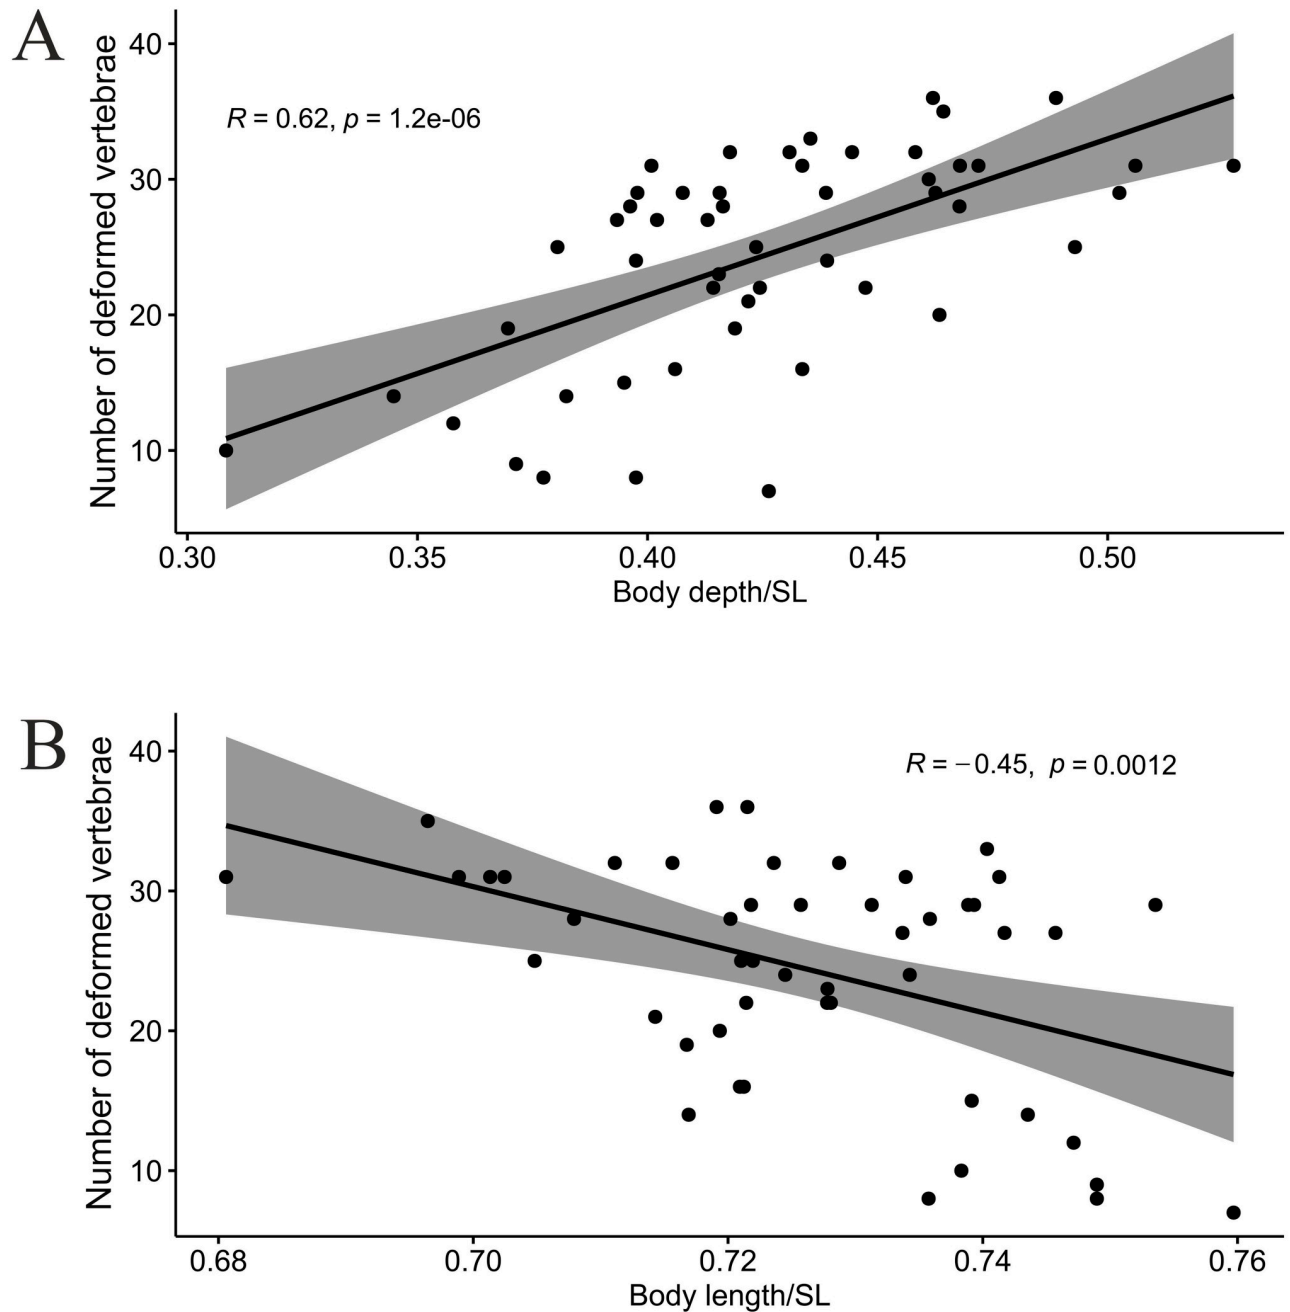 A
Number of deformed vertebrae
40
30
20
10
R = 0.62, p = 1.2e-06
0.30 0.35 0.40 0.45 0.50
Body depth/SL
B
Number of deformed vertebrae
40
30
20
10
R = −0.45, p = 0.0012
0.68 0.70 0.72 0.74 0.76
Body length/SL